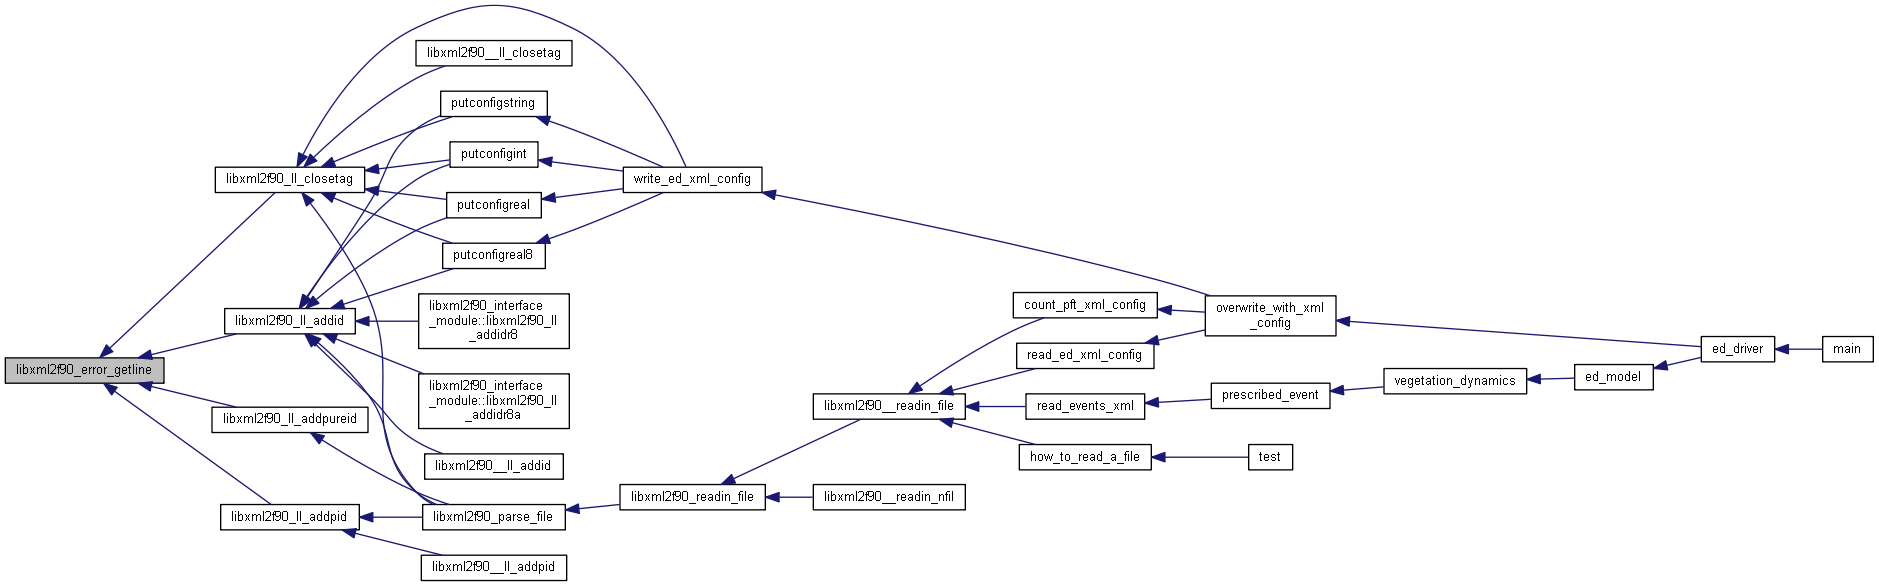 libxml2f90_error_getline
libxml2f90_ll_closetag
libxml2f90__ll_closetag
putconfigstring
putconfigint
putconfigreal
putconfigreal8
write_ed_xml_config
libxml2f90_ll_addid
libxml2f90_interface
_module::libxml2f90_ll
_addidr8
libxml2f90_interface
_module::libxml2f90_ll
_addidr8a
libxml2f90__ll_addid
libxml2f90_ll_addpureid
libxml2f90_ll_addpid
libxml2f90_parse_file
libxml2f90__ll_addpid
libxml2f90_readin_file
libxml2f90__readin_file
libxml2f90__readin_nfil
count_pft_xml_config
read_ed_xml_config
read_events_xml
how_to_read_a_file
overwrite_with_xml
_config
prescribed_event
test
vegetation_dynamics
ed_model
ed_driver
main